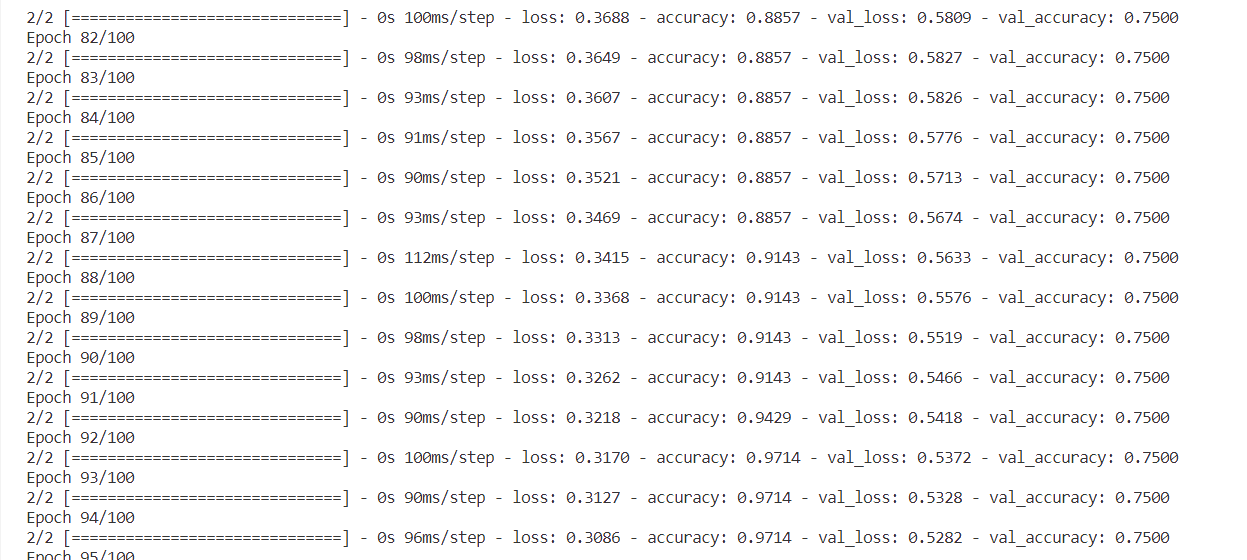 2/2 [==============================] - 0s 100ms/step - loss: 0.3688 - accuracy: 0.8857 - val_loss: 0.5809 - val_accuracy: 0.7500
Epoch 82/100
2/2 [==============================] - 0s 98ms/step - loss: 0.3649 - accuracy: 0.8857 - val_loss: 0.5827 - val_accuracy: 0.7500
Epoch 83/100
2/2 [==============================] - 0s 93ms/step - loss: 0.3607 - accuracy: 0.8857 - val_loss: 0.5826 - val_accuracy: 0.7500
Epoch 84/100
2/2 [==============================] - 0s 91ms/step - loss: 0.3567 - accuracy: 0.8857 - val_loss: 0.5776 - val_accuracy: 0.7500
Epoch 85/100
2/2 [==============================] - 0s 90ms/step - loss: 0.3521 - accuracy: 0.8857 - val_loss: 0.5713 - val_accuracy: 0.7500
Epoch 86/100
2/2 [==============================] - 0s 93ms/step - loss: 0.3469 - accuracy: 0.8857 - val_loss: 0.5674 - val_accuracy: 0.7500
Epoch 87/100
2/2 [==============================] - 0s 112ms/step - loss: 0.3415 - accuracy: 0.9143 - val_loss: 0.5633 - val_accuracy: 0.7500
Epoch 88/100
2/2 [==============================] - 0s 100ms/step - loss: 0.3368 - accuracy: 0.9143 - val_loss: 0.5576 - val_accuracy: 0.7500
Epoch 89/100
2/2 [==============================] - 0s 98ms/step - loss: 0.3313 - accuracy: 0.9143 - val_loss: 0.5519 - val_accuracy: 0.7500
Epoch 90/100
2/2 [==============================] - 0s 93ms/step - loss: 0.3262 - accuracy: 0.9143 - val_loss: 0.5466 - val_accuracy: 0.7500
Epoch 91/100
2/2 [==============================] - 0s 90ms/step - loss: 0.3218 - accuracy: 0.9429 - val_loss: 0.5418 - val_accuracy: 0.7500
Epoch 92/100
2/2 [==============================] - 0s 100ms/step - loss: 0.3170 - accuracy: 0.9714 - val_loss: 0.5372 - val_accuracy: 0.7500
Epoch 93/100
2/2 [==============================] - 0s 90ms/step - loss: 0.3127 - accuracy: 0.9714 - val_loss: 0.5328 - val_accuracy: 0.7500
Epoch 94/100
2/2 [==============================] - 0s 96ms/step - loss: 0.3086 - accuracy: 0.9714 - val_loss: 0.5282 - val_accuracy: 0.7500
Epoch 95/100